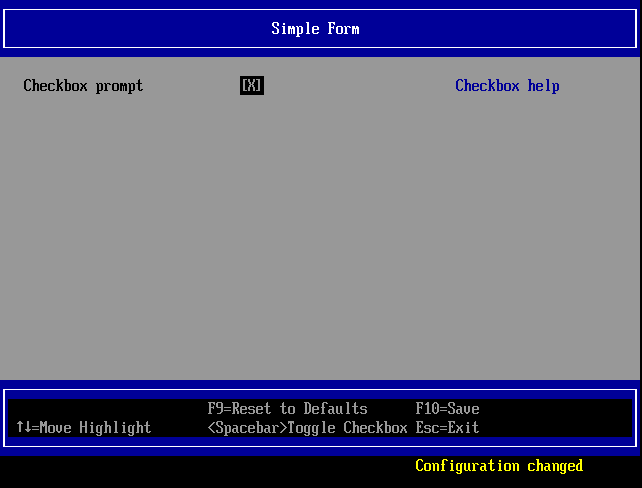 Simple Form
Checkbox prompt [X] Checkbox help
F9=Reset to Defaults F10=Save
↑↓=Move Highlight <Spacebar>Toggle Checkbox Esc=Exit
Configuration changed